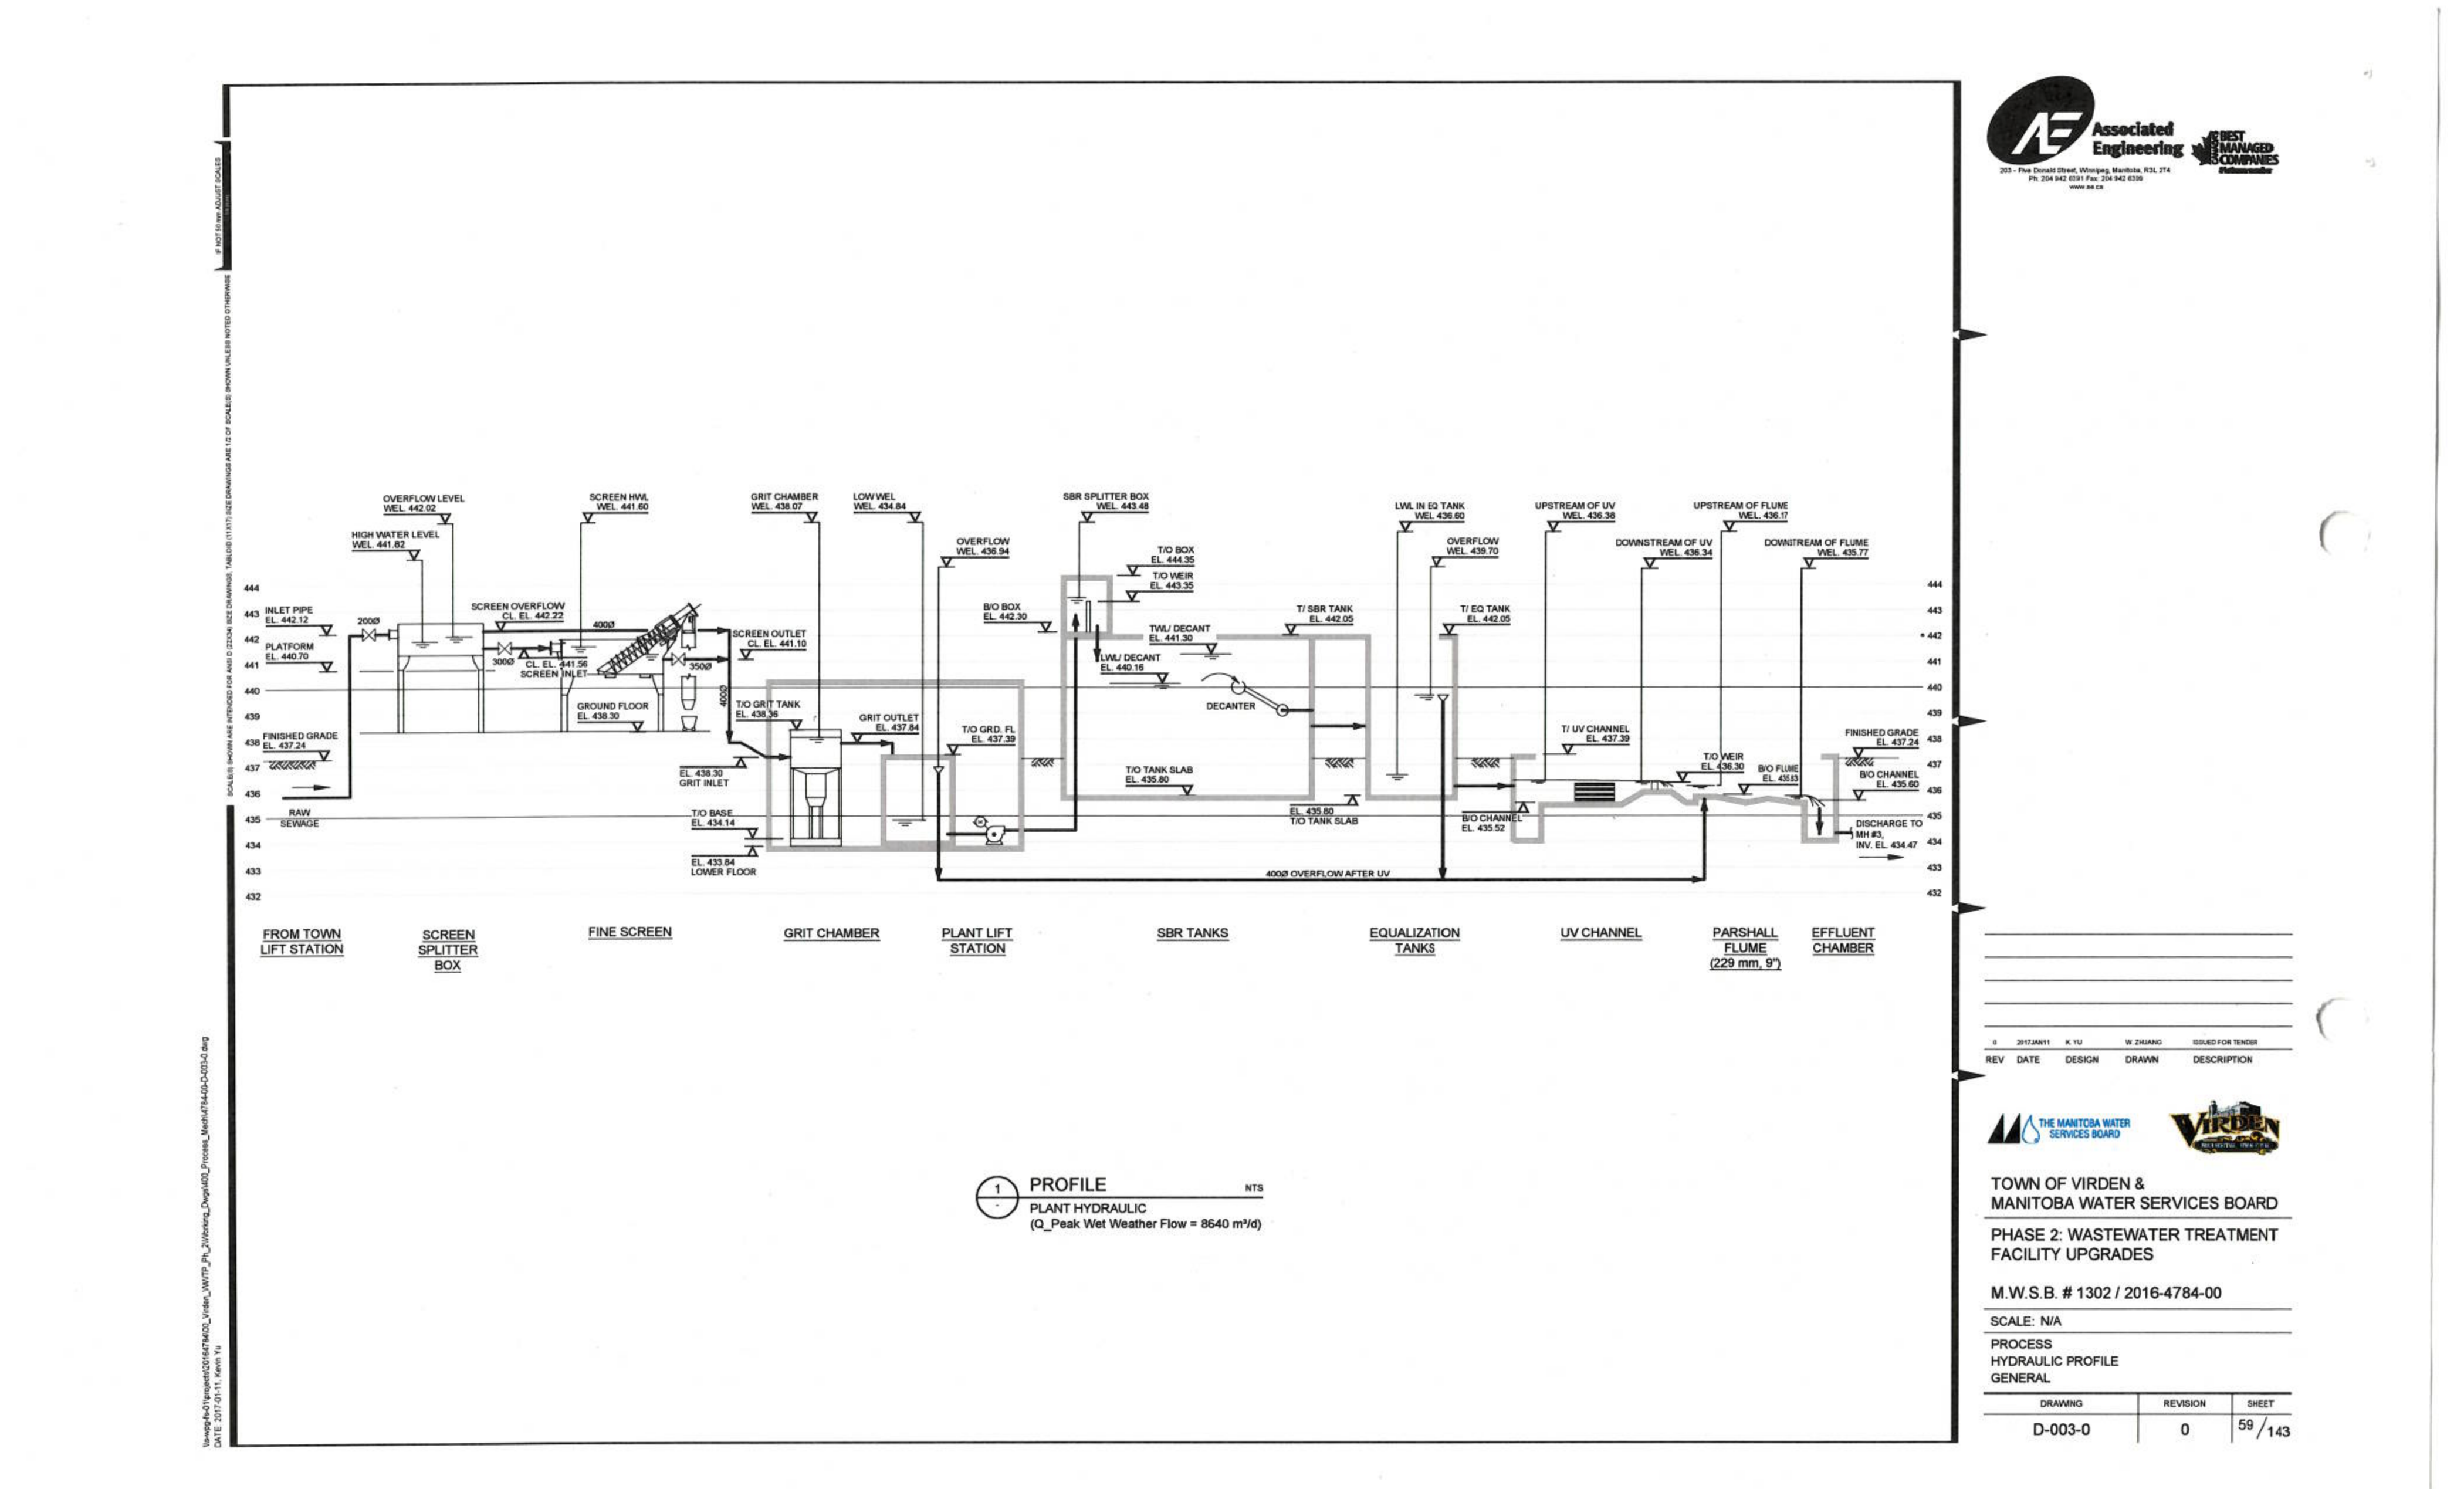 Associated
Engineering
BEST
MANAGED
COMPANIES
203 - Five Donald Street, Winnipeg, Manitoba, R3L 2T4
Ph: 204 942 6391 Fax: 204 942 6399
www.ae.ca
IF NOT 50 mm ADJUST SCALES
SCALE(S) SHOWN ARE INTENDED FOR ANSI D (22X34) SIZE DRAWINGS. TABLOID (11X17) SIZE DRAWINGS ARE 1/2 OF SCALE(S) SHOWN UNLESS NOTED OTHERWISE
OVERFLOW LEVEL
WEL. 442.02
HIGH WATER LEVEL
WEL. 441.82
SCREEN HWL
WEL. 441.60
GRIT CHAMBER
WEL. 438.07
LOW WEL
WEL. 434.84
OVERFLOW
WEL. 436.94
SBR SPLITTER BOX
WEL. 443.48
T/O BOX
EL. 444.35
T/O WEIR
EL. 443.35
LWL IN EQ TANK
WEL 436.60
OVERFLOW
WEL. 439.70
UPSTREAM OF UV
WEL. 436.38
DOWNSTREAM OF UV
WEL. 436.34
UPSTREAM OF FLUME
WEL. 436.17
DOWNSTREAM OF FLUME
WEL. 435.77
444
443
442
441
440
439
438
437
436
435
434
433
432
INLET PIPE
EL. 442.12
PLATFORM
EL. 440.70
FINISHED GRADE
EL. 437.24
RAW
SEWAGE
200Ø
SCREEN OVERFLOW
CL. EL. 442.22
400Ø
300Ø
CL. EL. 441.56
SCREEN INLET
350Ø
GROUND FLOOR
EL 438.30
400Ø
SCREEN OUTLET
CL. EL. 441.10
T/O GRIT TANK
EL. 438.36
GRIT OUTLET
EL. 437.84
EL. 438.30
GRIT INLET
T/O BASE
EL. 434.14
EL. 433.84
LOWER FLOOR
T/O GRD. FL
EL. 437.39
B/O BOX
EL. 442.30
TWL/ DECANT
EL. 441.30
LWL/ DECANT
EL. 440.16
DECANTER
T/O TANK SLAB
EL. 435.80
T/ SBR TANK
EL. 442.05
T/ EQ TANK
EL. 442.05
EL. 435.80
T/O TANK SLAB
T/ UV CHANNEL
EL. 437.39
B/O CHANNEL
EL. 435.52
T/O WEIR
EL. 436.30
B/O FLUME
EL. 435.83
FINISHED GRADE
EL. 437.24
B/O CHANNEL
EL. 435.60
DISCHARGE TO
MH #3,
INV. EL. 434.47
444
443
442
441
440
439
438
437
436
435
434
433
432
400Ø OVERFLOW AFTER UV
FROM TOWN
LIFT STATION
SCREEN
SPLITTER
BOX
FINE SCREEN
GRIT CHAMBER
PLANT LIFT
STATION
SBR TANKS
EQUALIZATION
TANKS
UV CHANNEL
PARSHALL
FLUME
(229 mm, 9")
EFFLUENT
CHAMBER
1
-
PROFILE NTS
PLANT HYDRAULIC
(Q_Peak Wet Weather Flow = 8640 m³/d)
0 2017JAN11 K. YU W. ZHUANG ISSUED FOR TENDER
REV DATE DESIGN DRAWN DESCRIPTION
THE MANITOBA WATER
SERVICES BOARD
VIRDEN
TOWN OF VIRDEN &
MANITOBA WATER SERVICES BOARD
PHASE 2: WASTEWATER TREATMENT
FACILITY UPGRADES
M.W.S.B. # 1302 / 2016-4784-00
SCALE: N/A
PROCESS
HYDRAULIC PROFILE
GENERAL
DRAWING REVISION SHEET
D-003-0 0 59/143
DATE: 2017-01-11, Kevin Yu